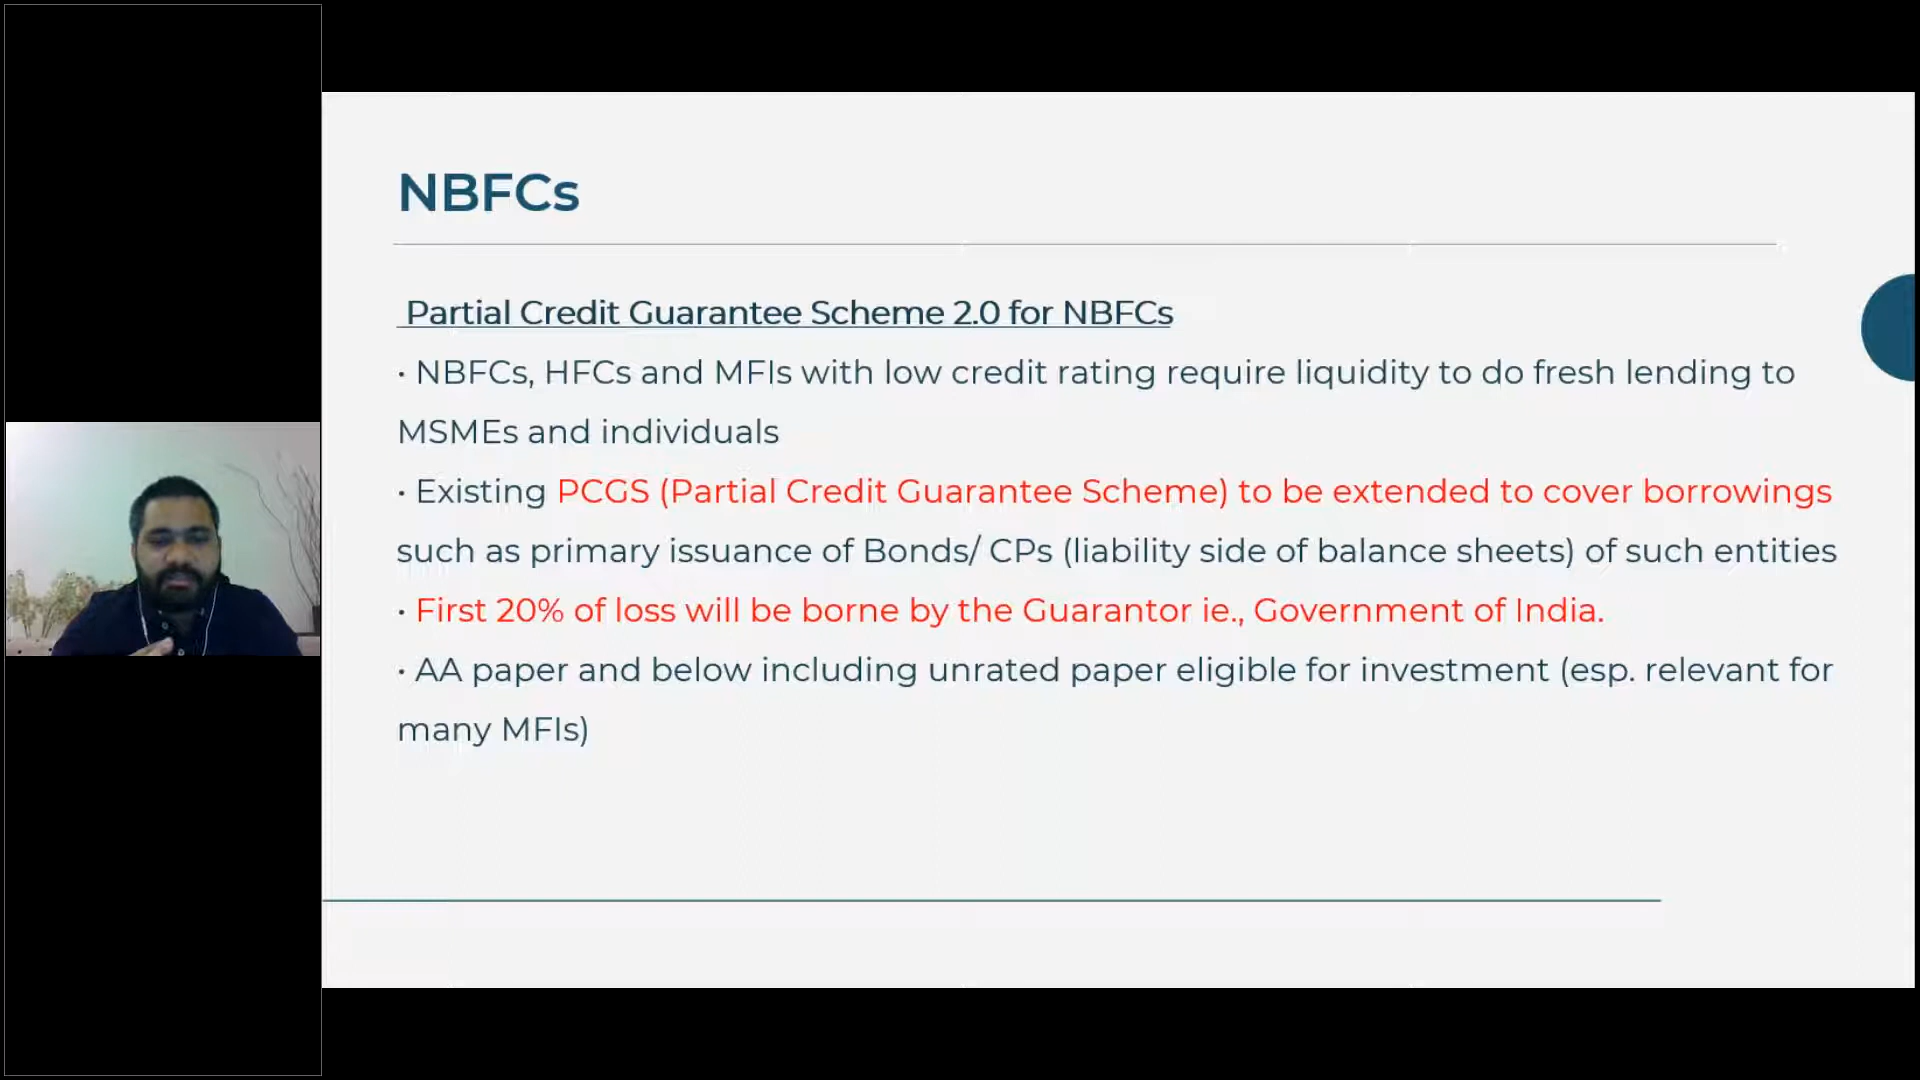 NBFCs
Partial Credit Guarantee Scheme 2.0 for NBFCs
• NBFCs, HFCs and MFIs with low credit rating require liquidity to do fresh lending to
MSMEs and individuals
• Existing PCGS (Partial Credit Guarantee Scheme) to be extended to cover borrowings
such as primary issuance of Bonds/ CPs (liability side of balance sheets) of such entities
• First 20% of loss will be borne by the Guarantor ie., Government of India.
• AA paper and below including unrated paper eligible for investment (esp. relevant for
many MFIs)